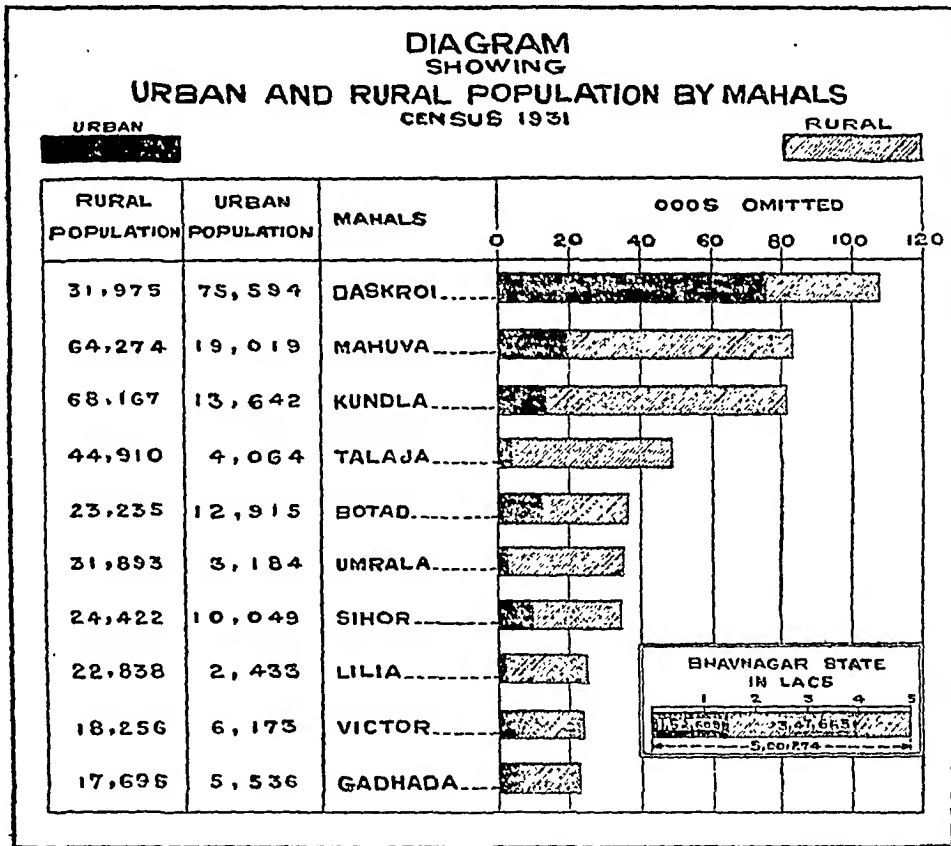 DIAGRAM
SHOWING
URBAN AND RURAL POPULATION BY MAHALS
CENSUS 1931
URBAN
RURAL
RURAL POPULATION URBAN POPULATION MAHALS 000S OMITTED
0 20 40 60 80 100 120
31,975 75,594 DASKROI
64,274 19,019 MAHUVA
68,167 13,642 KUNDLA
44,910 4,064 TALAJA
23,235 12,915 BOTAD
31,893 3,184 UMRALA
24,422 10,049 SIHOR
22,838 2,433 LILIA
18,256 6,173 VICTOR
17,695 5,536 GADHADA
BHAVNAGAR STATE
IN LACS
1 2 3 4 5
1,52,609 3,47,665
5,00,274